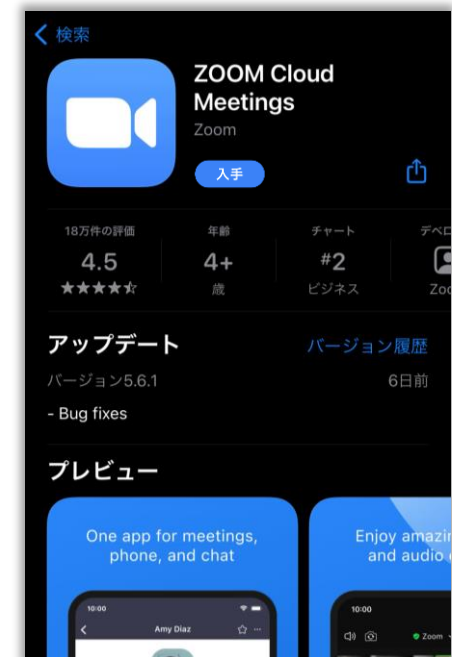 検索
ZOOM Cloud
Meetings
Zoom
入手
18万件の評価
4.5
年齢
4+
歳
チャート
#2
ビジネス
アップデート
バージョン履歴
バージョン5.6.1
6日前
- Bug fixes
プレビュー
One app for meetings,
phone, and chat
10:00
Amy Diaz
Enjoy
and audio
10:00
Zoom